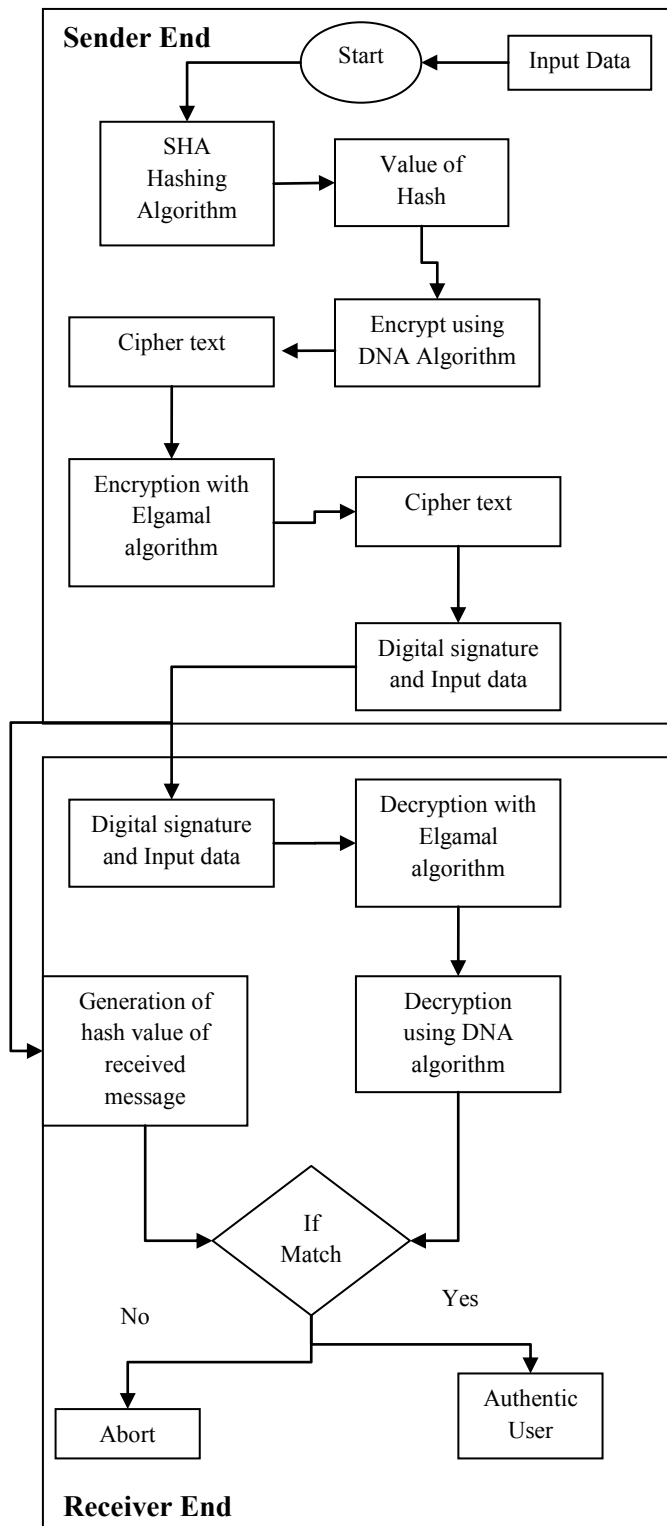 Sender End
Start
Input Data
SHA
Hashing
Algorithm
Value of
Hash
Encrypt using
DNA Algorithm
Cipher text
Encryption with
Elgamal
algorithm
Cipher text
Digital signature
and Input data
Digital signature
and Input data
Decryption with
Elgamal
algorithm
Generation of
hash value of
received
message
Decryption
using DNA
algorithm
If
Match
No
Yes
Abort
Authentic
User
Receiver End